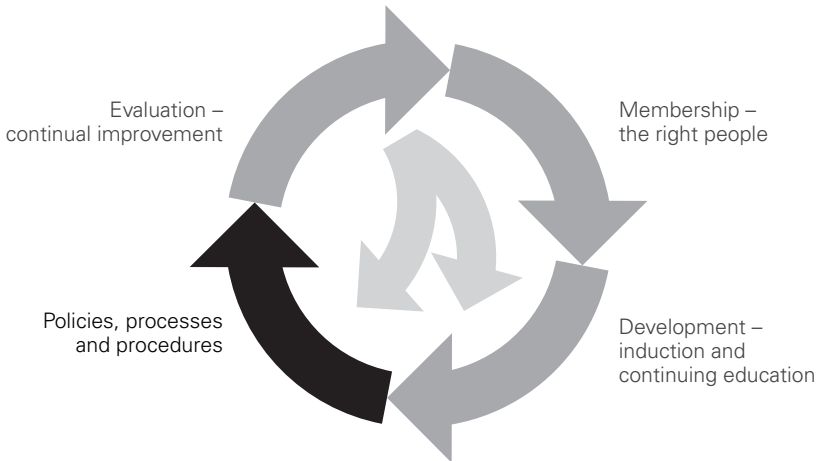 Evaluation –
continual improvement
Membership –
the right people
Policies, processes
and procedures
Development –
induction and
continuing education